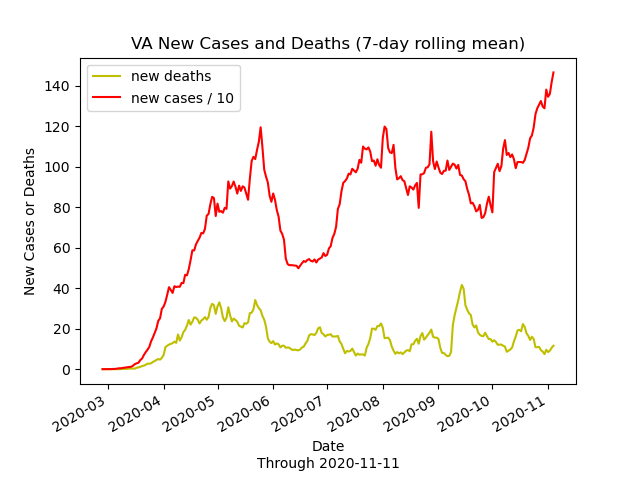 VA New Cases and Deaths (7-day rolling mean)
new deaths
new cases / 10
New Cases or Deaths
140
120
100
80
60
40
20
0
2020-03
2020-04
2020-05
2020-06
2020-07
2020-08
2020-09
2020-10
2020-11
Date
Through 2020-11-11